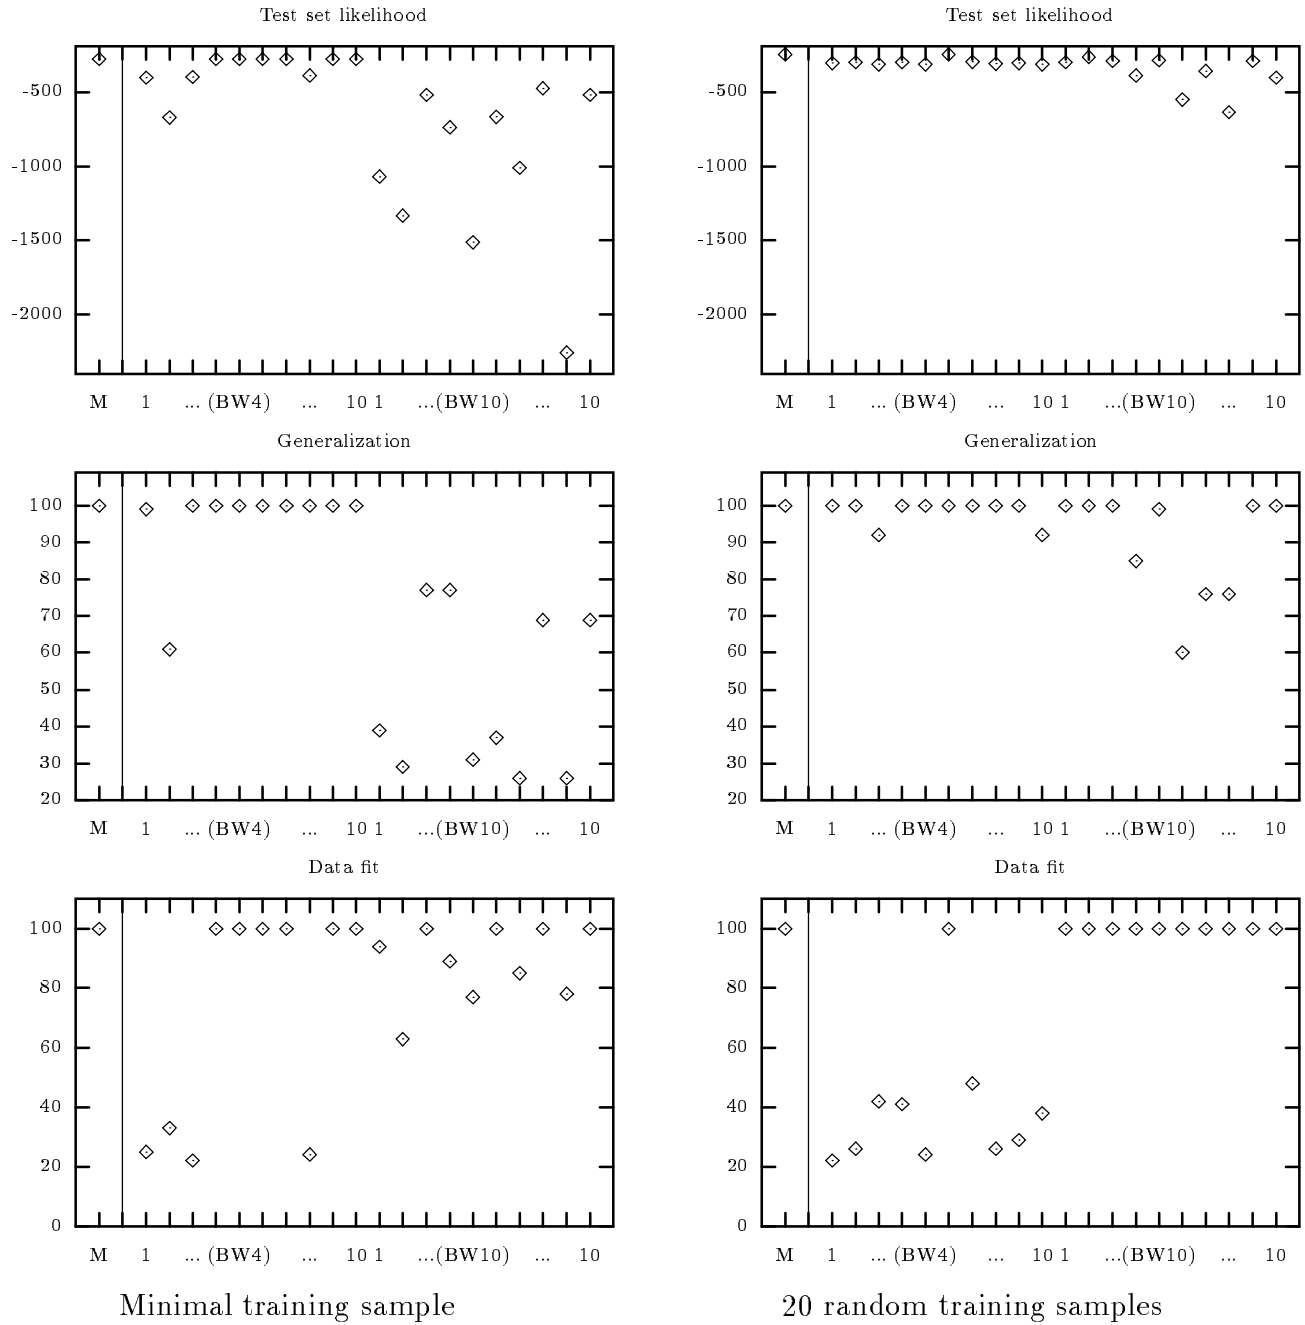 Test set likelihood
-500
-1000
-1500
-2000
M 1 ... (BW4) ... 10 1 ...(BW10) ... 10
Generalization
100
90
80
70
60
50
40
30
20
M 1 ... (BW4) ... 10 1 ...(BW10) ... 10
Data fit
100
80
60
40
20
0
M 1 ... (BW4) ... 10 1 ...(BW10) ... 10
Minimal training sample
Test set likelihood
-500
-1000
-1500
-2000
M 1 ... (BW4) ... 10 1 ...(BW10) ... 10
Generalization
100
90
80
70
60
50
40
30
20
M 1 ... (BW4) ... 10 1 ...(BW10) ... 10
Data fit
100
80
60
40
20
0
M 1 ... (BW4) ... 10 1 ...(BW10) ... 10
20 random training samples